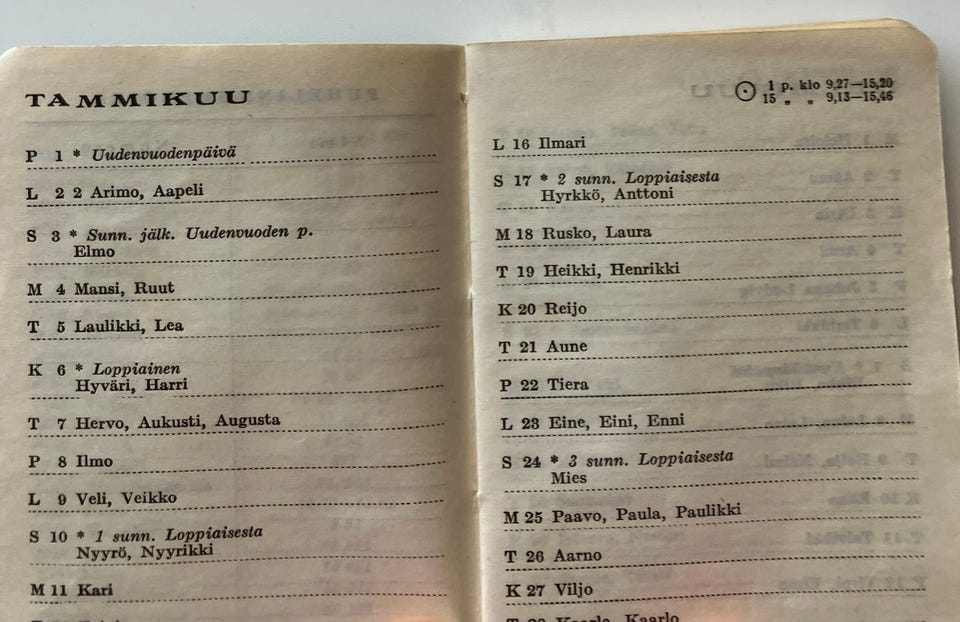 TAMMIKUU
P 1 * Uudenvuodenpäivä
L 2 2 Arimo, Aapeli
S 3 * Sunn. jälk. Uudenvuoden p.
Elmo
M 4 Mansi, Ruut
T 5 Laulikki, Lea
K 6 * Loppiainen
Hyväri, Harri
T 7 Hervo, Aukusti, Augusta
P 8 Ilmo
L 9 Veli, Veikko
S 10 * 1 sunn. Loppiaisesta
Nyyrö, Nyyrikki
M 11 Kari
1 p. klo 9,27—15,20
15 „ „ 9,13—15,46
L 16 Ilmari
S 17 * 2 sunn. Loppiaisesta
Hyrkkö, Anttoni
M 18 Rusko, Laura
T 19 Heikki, Henrikki
K 20 Reijo
T 21 Aune
P 22 Tiera
L 23 Eine, Eini, Enni
S 24 * 3 sunn. Loppiaisesta
Mies
M 25 Paavo, Paula, Paulikki
T 26 Aarno
K 27 Viljo
T 28 Kaarle, Kaarlo